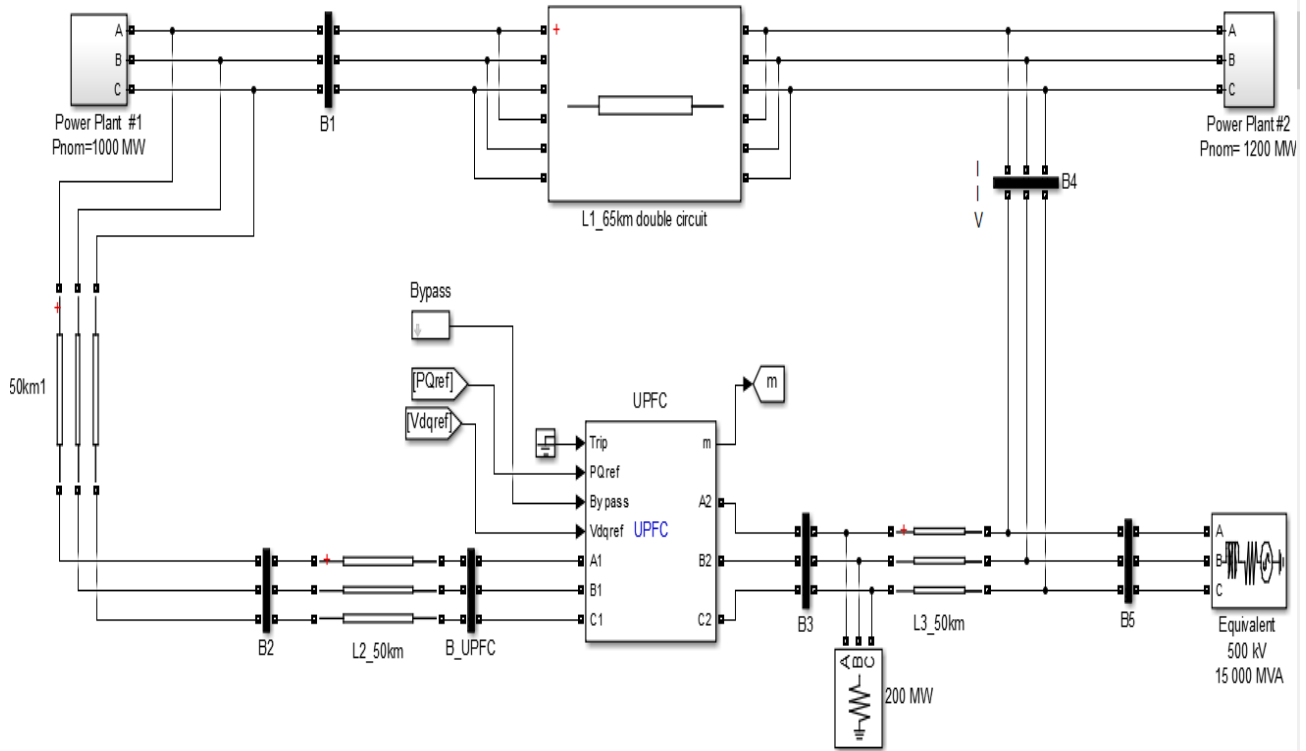 A
B
C
Power Plant #1
Pnom=1000 MW
B1
+
L1_65km double circuit
A
B
C
Power Plant #2
Pnom= 1200 MW
B4
I
I
V
+
50km1
Bypass
[PQref]
[Vdqref]
UPFC
m
Trip
PQref
Bypass
Vdqref
UPFC
A1
B1
C1
m
A2
B2
C2
B2
+
L2_50km
B_UPFC
B3
+
L3_50km
B5
A
B
C
Equivalent
500 kV
15 000 MVA
A
B
C
200 MW